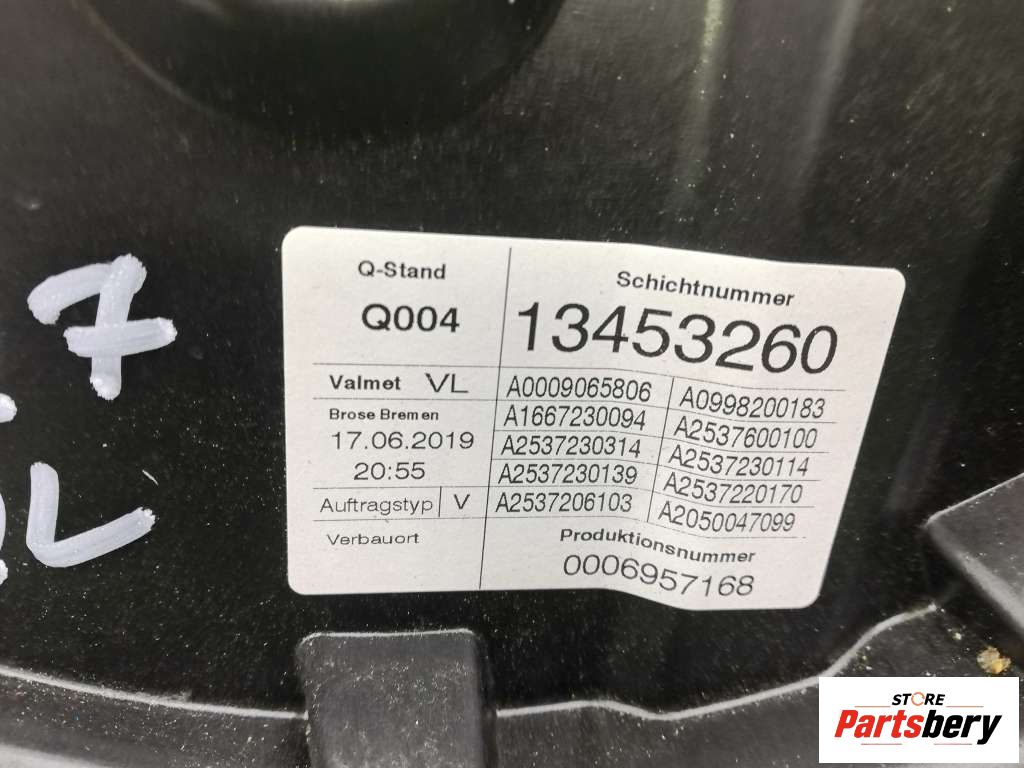 7
L
Q-Stand
Q004
Schichtnummer
13453260
Valmet VL
Brose Bremen
17.06.2019
20:55
Auftragstyp V
Verbauort
A0009065806 A0998200183
A1667230094 A2537600100
A2537230314 A2537230114
A2537230139 A2537220170
A2537206103 A2050047099
Produktionsnummer
0006957168
STORE
Partsbery